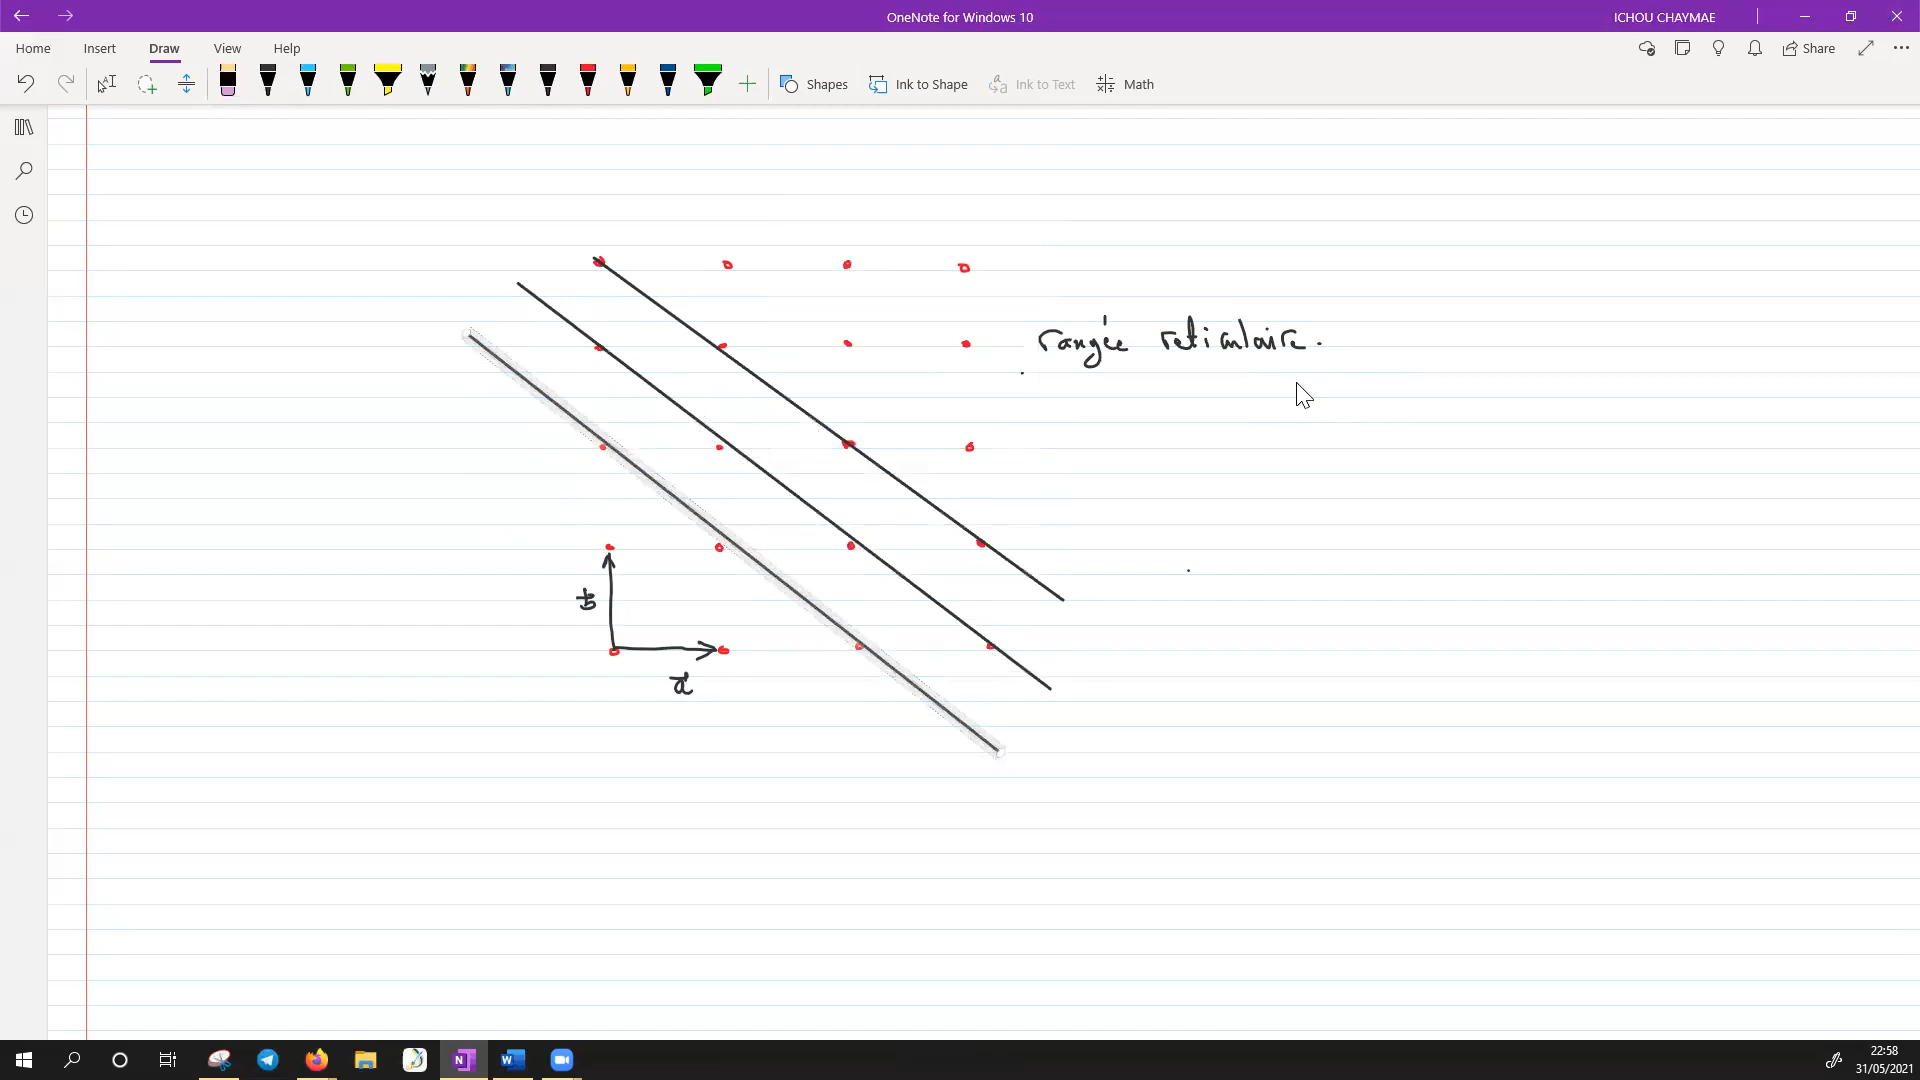 OneNote for Windows 10
ICHOU CHAYMAE
Home Insert Draw View Help
Share
Shapes Ink to Shape Ink to Text Math
rangée reticulaire.
b
a
22:58
31/05/2021